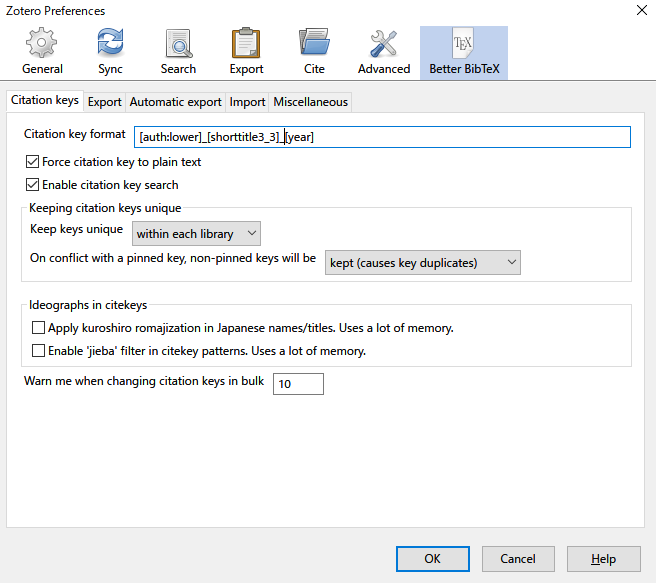 Zotero Preferences
General Sync Search Export Cite Advanced Better BibTeX
TEX
Citation keys Export Automatic export Import Miscellaneous
Citation key format [auth:lower]_[shorttitle3_3]_[year]
Force citation key to plain text
Enable citation key search
Keeping citation keys unique
Keep keys unique within each library
On conflict with a pinned key, non-pinned keys will be kept (causes key duplicates)
Ideographs in citekeys
Apply kuroshiro romajization in Japanese names/titles. Uses a lot of memory.
Enable 'jieba' filter in citekey patterns. Uses a lot of memory.
Warn me when changing citation keys in bulk 10
OK Cancel Help